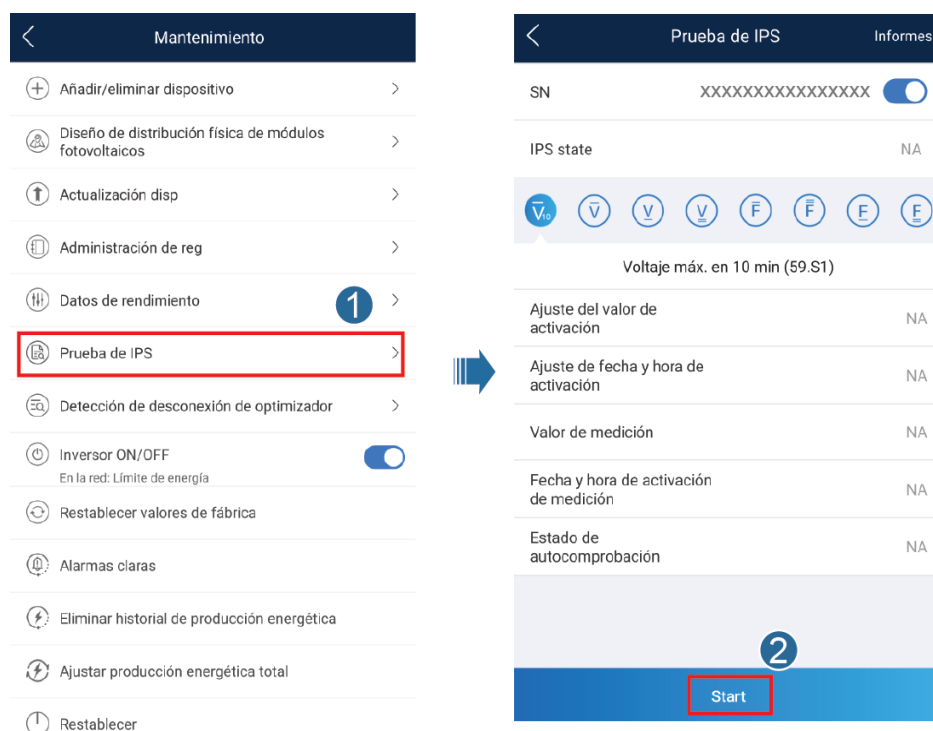 Mantenimiento
Añadir/eliminar dispositivo
Diseño de distribución física de módulos
fotovoltaicos
Actualización disp
Administración de reg
Datos de rendimiento
1
Prueba de IPS
Detección de desconexión de optimizador
Inversor ON/OFF
En la red: Límite de energía
Restablecer valores de fábrica
Alarmas claras
Eliminar historial de producción energética
Ajustar producción energética total
Restablecer
Prueba de IPS Informes
SN XXXXXXXXXXXXXXXX
IPS state NA
V̅₁₀ V̅ V̲ V̳ F̅ F̿ F̲ F̳
Voltaje máx. en 10 min (59.S1)
Ajuste del valor de
activación NA
Ajuste de fecha y hora de
activación NA
Valor de medición NA
Fecha y hora de activación
de medición NA
Estado de
autocomprobación NA
2
Start